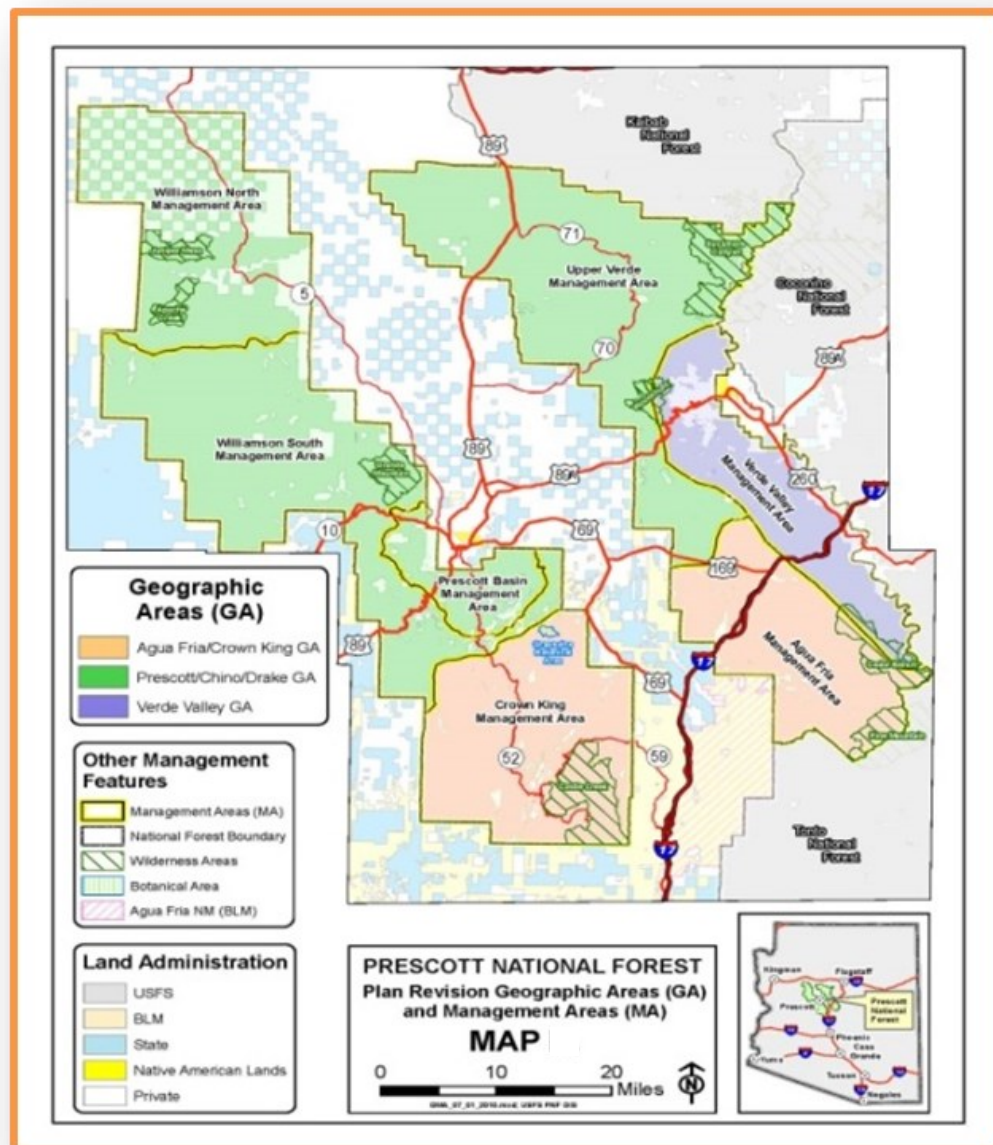 89
Kaibab
National
Forest
Williamson North
Management Area
71
Upper Verde
Management Area
Coconino
National
Forest
5
70
89A
Williamson South
Management Area
89
89A
Verde Valley
Management Area
260
17
10
69
169
Prescott Basin
Management
Area
89
Agua Fria
Management Area
17
69
Crown King
Management Area
52
59
Tonto
National
Forest
17
Geographic
Areas (GA)
Agua Fria/Crown King GA
Prescott/Chino/Drake GA
Verde Valley GA
Other Management
Features
Management Areas (MA)
National Forest Boundary
Wilderness Areas
Botanical Area
Agua Fria NM (BLM)
Land Administration
USFS
BLM
State
Native American Lands
Private
PRESCOTT NATIONAL FOREST
Plan Revision Geographic Areas (GA)
and Management Areas (MA)
MAP
0 10 20
Miles
N
Kingman
Flagstaff
Prescott
Prescott
National
Forest
Phoenix
Casa
Grande
Yuma
Tucson
Nogales